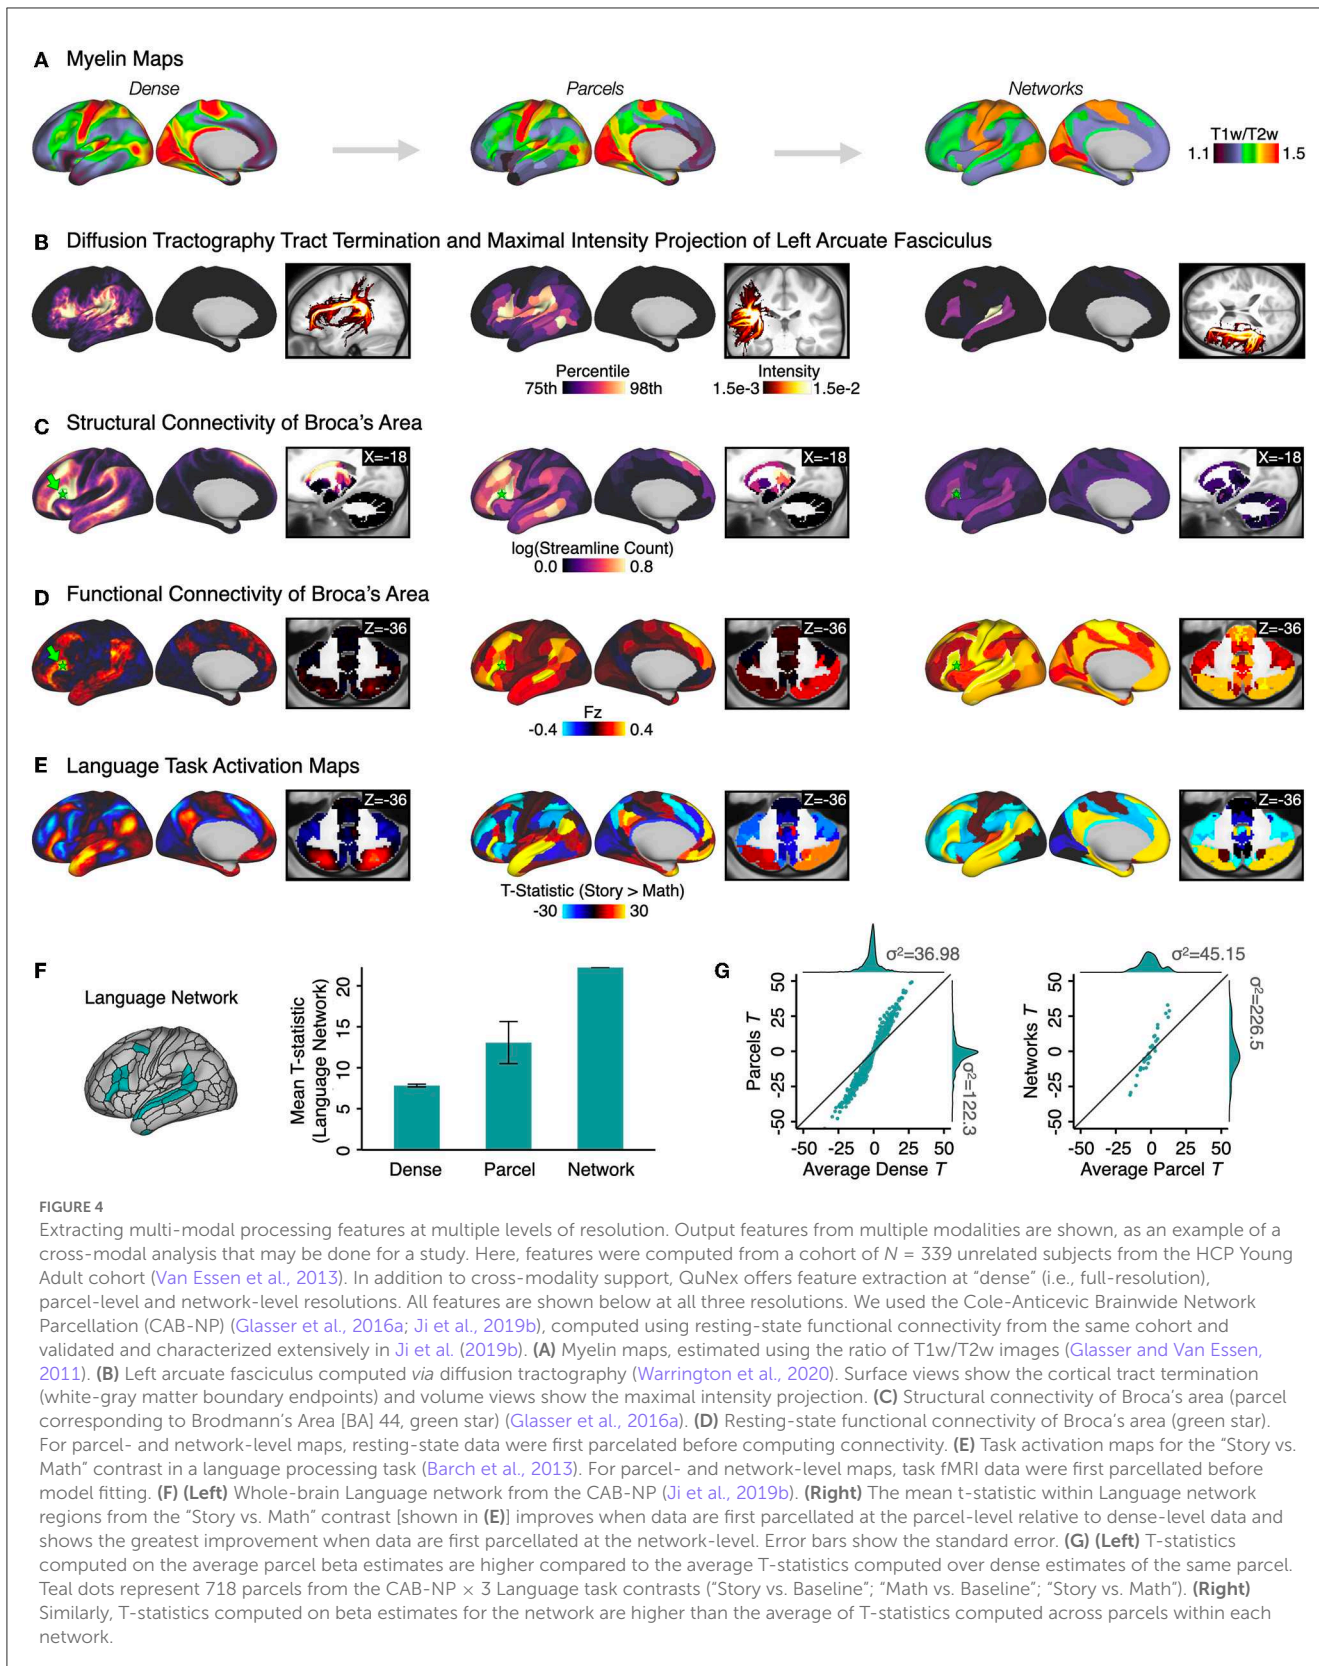 A Myelin Maps
Dense
Parcels
Networks
T1w/T2w
1.1 1.5
B Diffusion Tractography Tract Termination and Maximal Intensity Projection of Left Arcuate Fasciculus
Percentile
75th 98th
Intensity
1.5e-3 1.5e-2
C Structural Connectivity of Broca's Area
X=-18
X=-18
X=-18
log(Streamline Count)
0.0 0.8
D Functional Connectivity of Broca's Area
Z=-36
Z=-36
Z=-36
Fz
-0.4 0.4
E Language Task Activation Maps
Z=-36
Z=-36
Z=-36
T-Statistic (Story > Math)
-30 30
F
Language Network
Mean T-statistic
(Language Network)
20
15
10
5
0
Dense Parcel Network
G
σ²=36.98
σ²=122.3
Parcels T
50
25
0
-25
-50
-50 -25 0 25 50
Average Dense T
σ²=45.15
σ²=226.5
Networks T
50
25
0
-25
-50
-50 -25 0 25 50
Average Parcel T
FIGURE 4
Extracting multi-modal processing features at multiple levels of resolution. Output features from multiple modalities are shown, as an example of a
cross-modal analysis that may be done for a study. Here, features were computed from a cohort of N = 339 unrelated subjects from the HCP Young
Adult cohort (Van Essen et al., 2013). In addition to cross-modality support, QuNex offers feature extraction at "dense" (i.e., full-resolution),
parcel-level and network-level resolutions. All features are shown below at all three resolutions. We used the Cole-Anticevic Brainwide Network
Parcellation (CAB-NP) (Glasser et al., 2016a; Ji et al., 2019b), computed using resting-state functional connectivity from the same cohort and
validated and characterized extensively in Ji et al. (2019b). (A) Myelin maps, estimated using the ratio of T1w/T2w images (Glasser and Van Essen,
2011). (B) Left arcuate fasciculus computed via diffusion tractography (Warrington et al., 2020). Surface views show the cortical tract termination
(white-gray matter boundary endpoints) and volume views show the maximal intensity projection. (C) Structural connectivity of Broca's area (parcel
corresponding to Brodmann's Area [BA] 44, green star) (Glasser et al., 2016a). (D) Resting-state functional connectivity of Broca's area (green star).
For parcel- and network-level maps, resting-state data were first parcelated before computing connectivity. (E) Task activation maps for the "Story vs.
Math" contrast in a language processing task (Barch et al., 2013). For parcel- and network-level maps, task fMRI data were first parcellated before
model fitting. (F) (Left) Whole-brain Language network from the CAB-NP (Ji et al., 2019b). (Right) The mean t-statistic within Language network
regions from the "Story vs. Math" contrast [shown in (E)] improves when data are first parcellated at the parcel-level relative to dense-level data and
shows the greatest improvement when data are first parcellated at the network-level. Error bars show the standard error. (G) (Left) T-statistics
computed on the average parcel beta estimates are higher compared to the average T-statistics computed over dense estimates of the same parcel.
Teal dots represent 718 parcels from the CAB-NP × 3 Language task contrasts ("Story vs. Baseline"; "Math vs. Baseline"; "Story vs. Math"). (Right)
Similarly, T-statistics computed on beta estimates for the network are higher than the average of T-statistics computed across parcels within each
network.